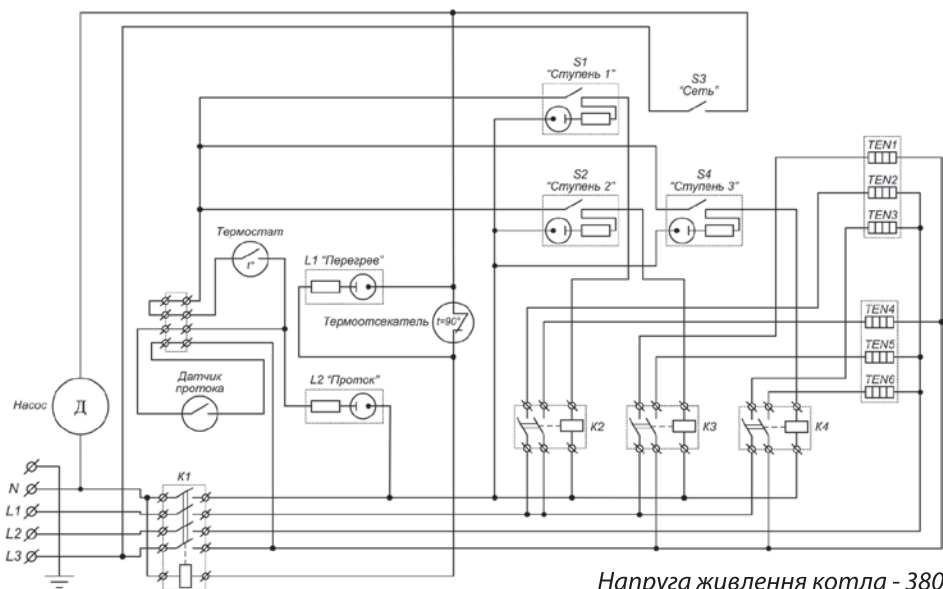 S1
"Ступень 1"
S3
"Сеть"
S2
"Ступень 2"
S4
"Ступень 3"
TEN1
TEN2
TEN3
TEN4
TEN5
TEN6
Термостат
t°
L1 "Перегрев"
Термоотсекатель
t=90°
Датчик
протока
L2 "Проток"
Насос
Д
K1
K2
K3
K4
N
L1
L2
L3
Напруга живлення котла - 380